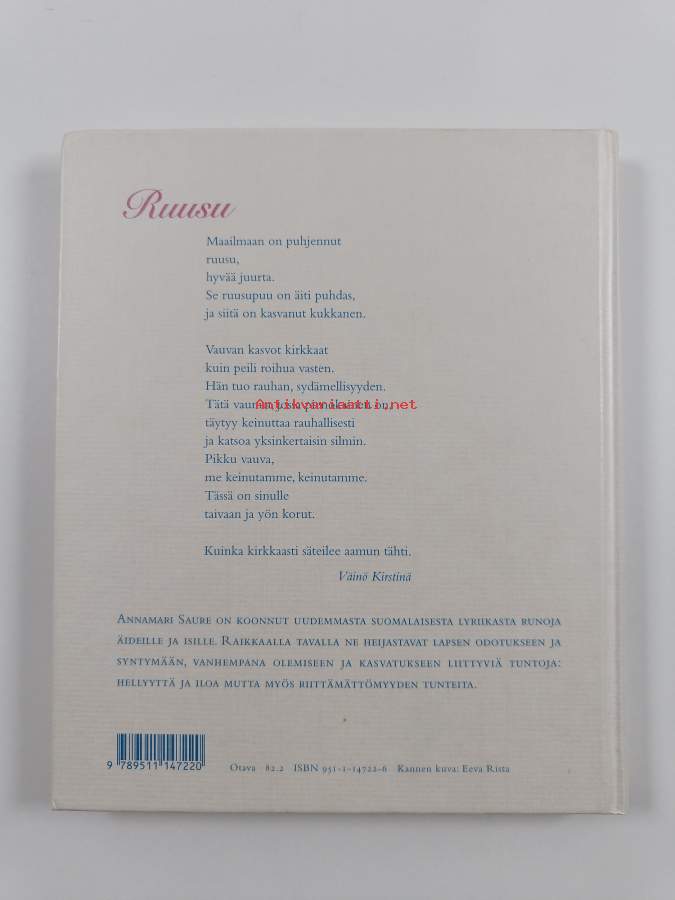 Ruusu
Maailmaan on puhjennut
ruusu,
hyvää juurta.
Se ruusupuu on äiti puhdas,
ja siitä on kasvanut kukkanen.
Vauvan kasvot kirkkaat
kuin peili roihua vasten.
Hän tuo rauhan, sydämellisyyden.
Tätä on,
Antikvariaatti.net
täytyy keinuttaa rauhallisesti
ja katsoa yksinkertaisin silmin.
Pikku vauva,
me keinutamme, keinutamme.
Tässä on sinulle
taivaan ja yön korut.
Kuinka kirkkaasti säteilee aamun tähti.
Väinö Kirstinä
Annamari Saure on koonnut uudemmasta suomalaisesta lyriikasta runoja
äideille ja isille. Raikkaalla tavalla ne heijastavat lapsen odotukseen ja
syntymään, vanhempana olemiseen ja kasvatukseen liittyviä tuntoja:
hellyyttä ja iloa mutta myös riittämättömyyden tunteita.
9 789511 147220
Otava 82.2 ISBN 951-1-14722-6 Kannen kuva: Eeva Rista